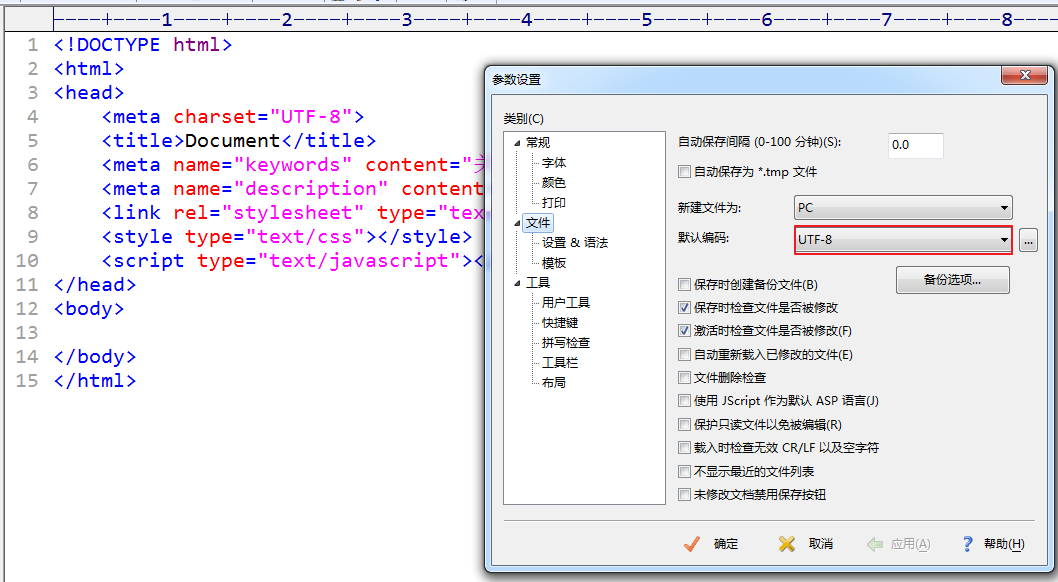 ----+----1----+----2----+----3----+----4----+----5----+----6----+----7----+----8----
1 <!DOCTYPE html>
2 <html>
3 <head>
4 <meta charset="UTF-8">
5 <title>Document</title>
6 <meta name="keywords" content="关
7 <meta name="description" content
8 <link rel="stylesheet" type="tex
9 <style type="text/css"></style>
10 <script type="text/javascript"><
11 </head>
12 <body>
13
14 </body>
15 </html>
参数设置
类别(C)
常规
字体
颜色
打印
文件
设置 & 语法
模板
工具
用户工具
快捷键
拼写检查
工具栏
布局
自动保存间隔 (0-100 分钟)(S): 0.0
自动保存为 *.tmp 文件
新建文件为: PC
默认编码: UTF-8 ...
备份选项...
保存时创建备份文件(B)
保存时检查文件是否被修改
激活时检查文件是否被修改(F)
自动重新载入已修改的文件(E)
文件删除检查
使用 JScript 作为默认 ASP 语言(J)
保护只读文件以免被编辑(R)
载入时检查无效 CR/LF 以及空字符
不显示最近的文件列表
未修改文档禁用保存按钮
确定 取消 应用(A) 帮助(H)